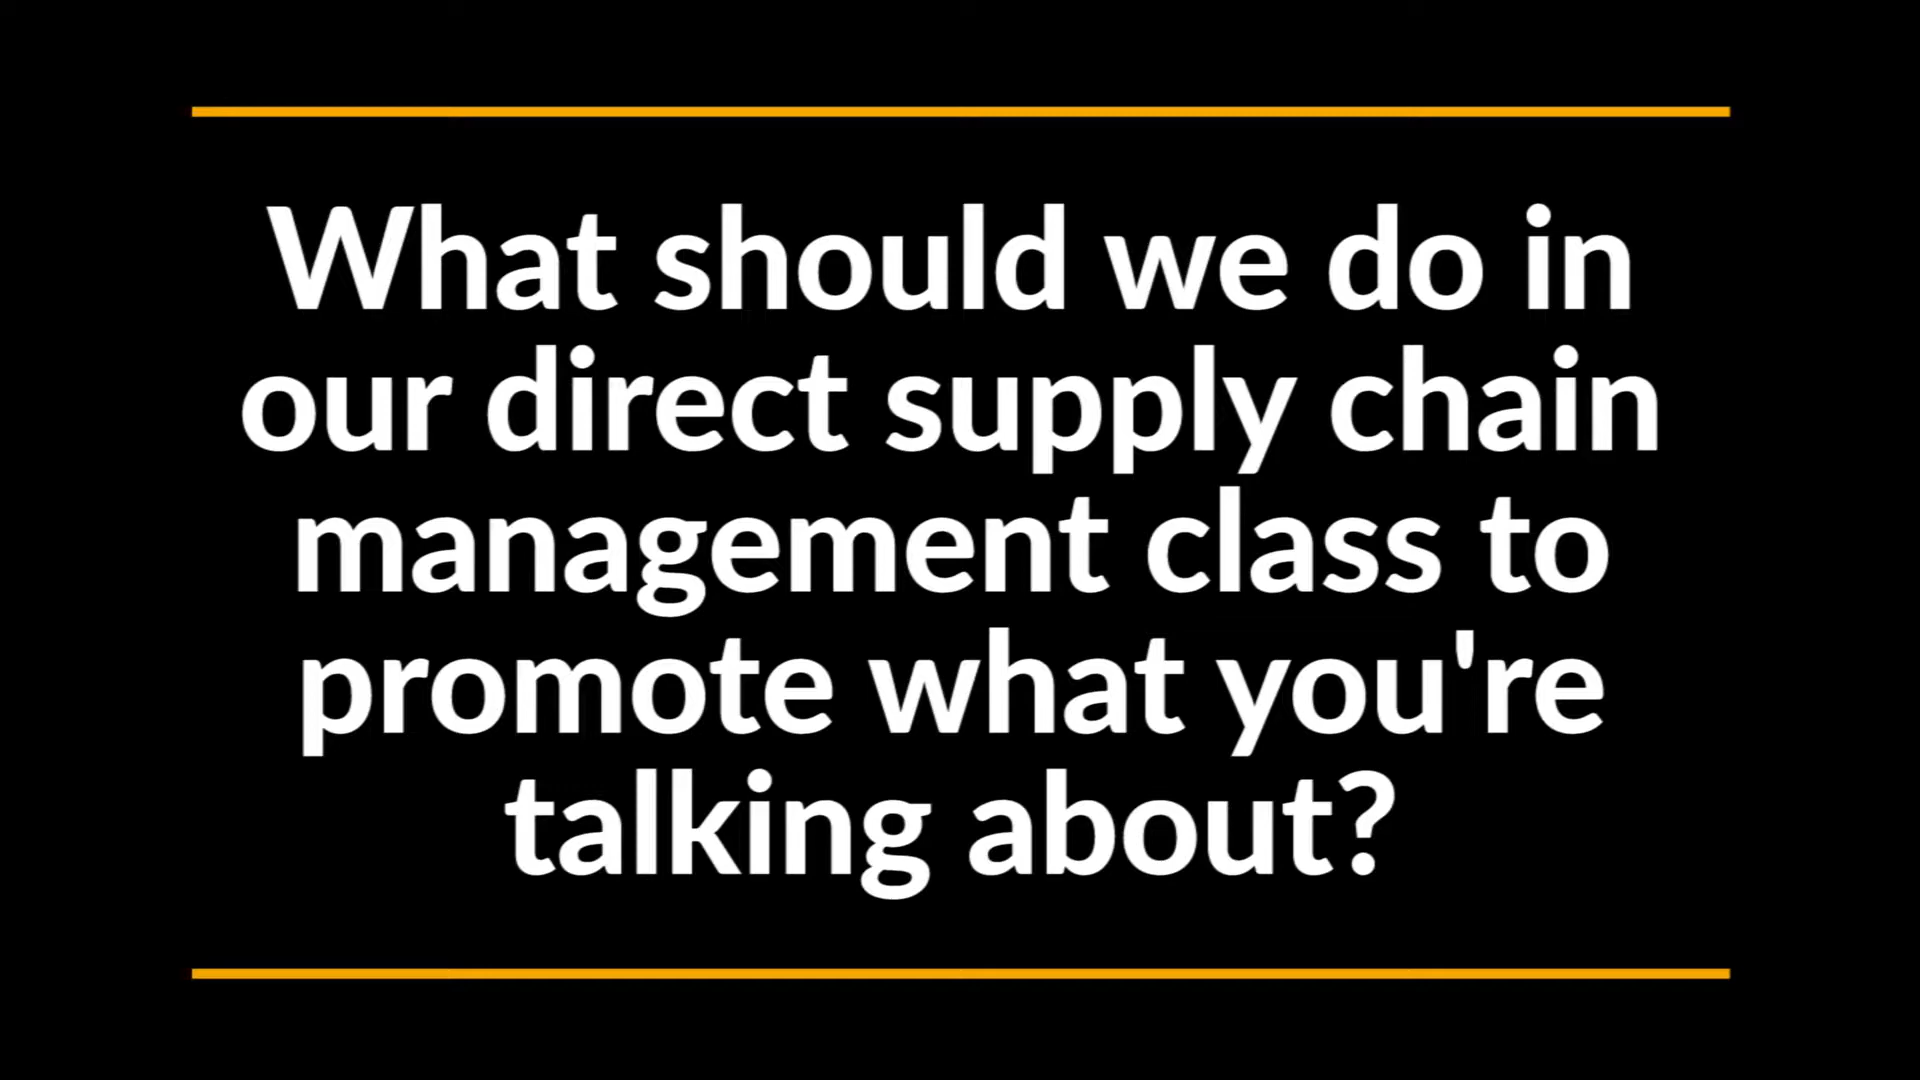 What should we do in
our direct supply chain
management class to
promote what you're
talking about?